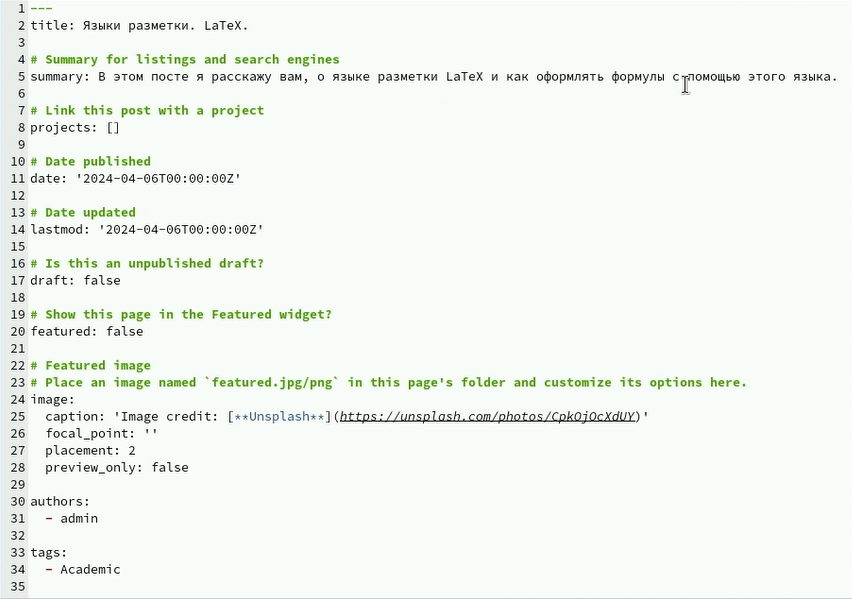 1 ---
2 title: Языки разметки. LaTeX.
3
4 # Summary for listings and search engines
5 summary: В этом посте я расскажу вам, о языке разметки LaTeX и как оформлять формулы с помощью этого языка.
6
7 # Link this post with a project
8 projects: []
9
10 # Date published
11 date: '2024-04-06T00:00:00Z'
12
13 # Date updated
14 lastmod: '2024-04-06T00:00:00Z'
15
16 # Is this an unpublished draft?
17 draft: false
18
19 # Show this page in the Featured widget?
20 featured: false
21
22 # Featured image
23 # Place an image named `featured.jpg/png` in this page's folder and customize its options here.
24 image:
25   caption: 'Image credit: [**Unsplash**](https://unsplash.com/photos/CpkOjOcXdUY)'
26   focal_point: ''
27   placement: 2
28   preview_only: false
29
30 authors:
31   - admin
32
33 tags:
34   - Academic
35